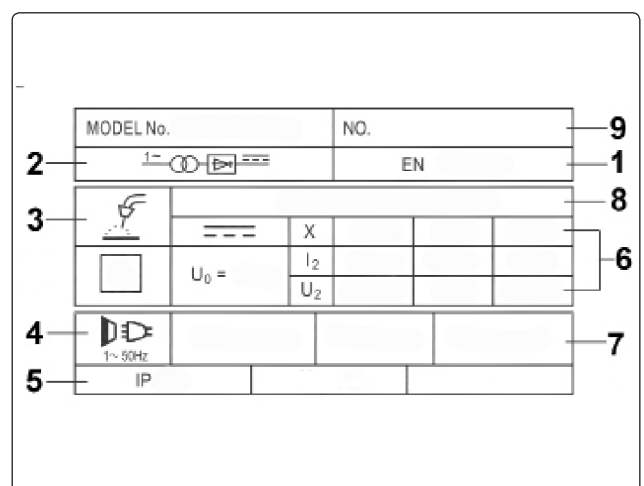 MODEL No. NO. 9
2 1~ EN 1
3 8
X
6
U₀ = I₂
U₂
4 7
1~ 50Hz
5 IP